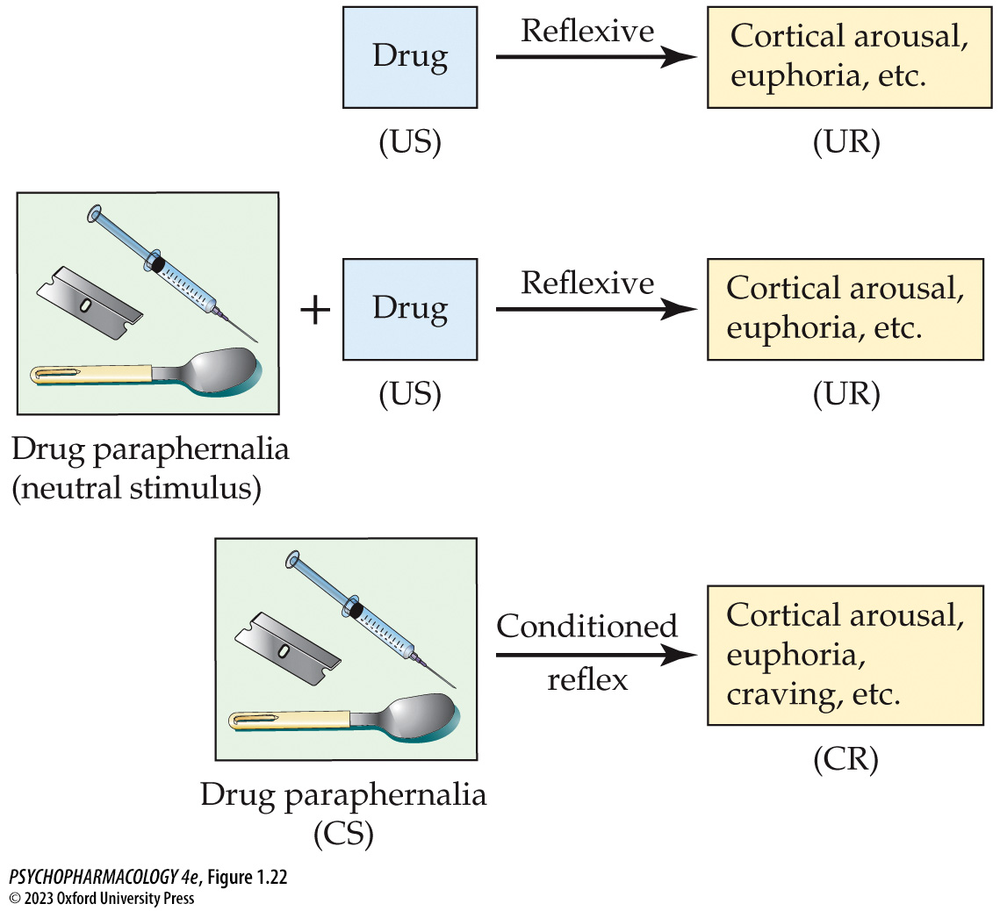 Drug
(US)
Reflexive
Cortical arousal,
euphoria, etc.
(UR)
Drug paraphernalia
(neutral stimulus)
+
Drug
(US)
Reflexive
Cortical arousal,
euphoria, etc.
(UR)
Drug paraphernalia
(CS)
Conditioned
reflex
Cortical arousal,
euphoria,
craving, etc.
(CR)
PSYCHOPHARMACOLOGY 4e, Figure 1.22
© 2023 Oxford University Press